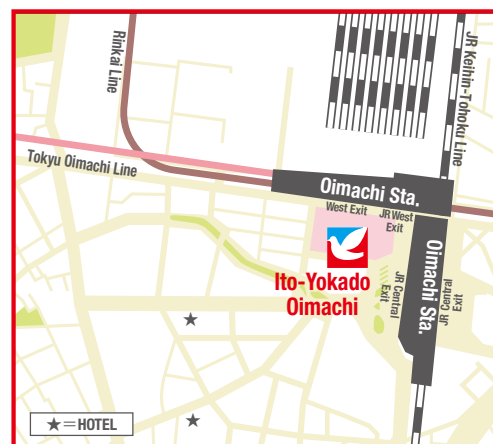 Rinkai Line
JR Keihin-Tohoku Line
Tokyu Oimachi Line
Oimachi Sta.
West Exit
JR West
Exit
Ito-Yokado
Oimachi
JR Central
Exit
Oimachi Sta.
JR Central
Exit
★=HOTEL